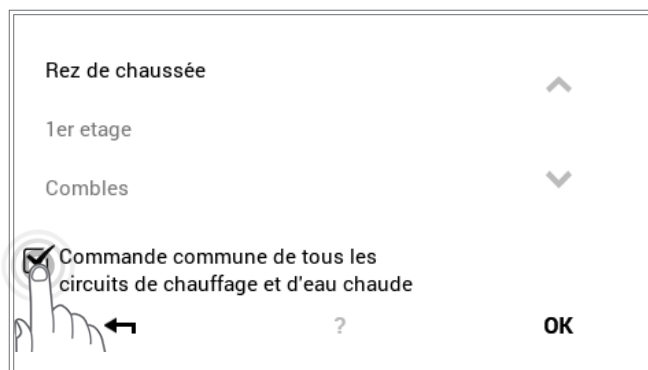 Rez de chaussée
1er etage
Combles
Commande commune de tous les
circuits de chauffage et d'eau chaude
? OK